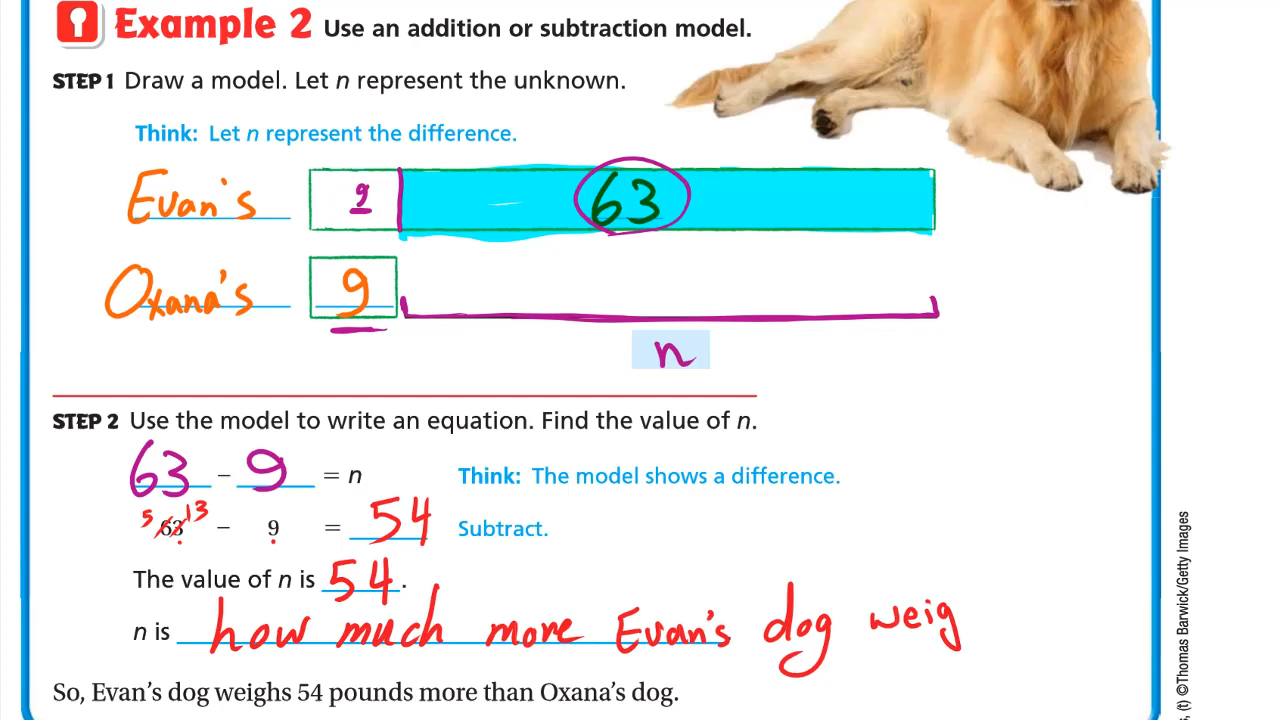 Example 2 Use an addition or subtraction model.
STEP 1 Draw a model. Let n represent the unknown.
Think: Let n represent the difference.
Evan's 9 63
Oxana's 9
n
STEP 2 Use the model to write an equation. Find the value of n.
63 - 9 = n Think: The model shows a difference.
5 13
63 - 9 = 54 Subtract.
The value of n is 54.
n is how much more Evan's dog weig
So, Evan's dog weighs 54 pounds more than Oxana's dog.
s, (t) ©Thomas Barwick/Getty Images